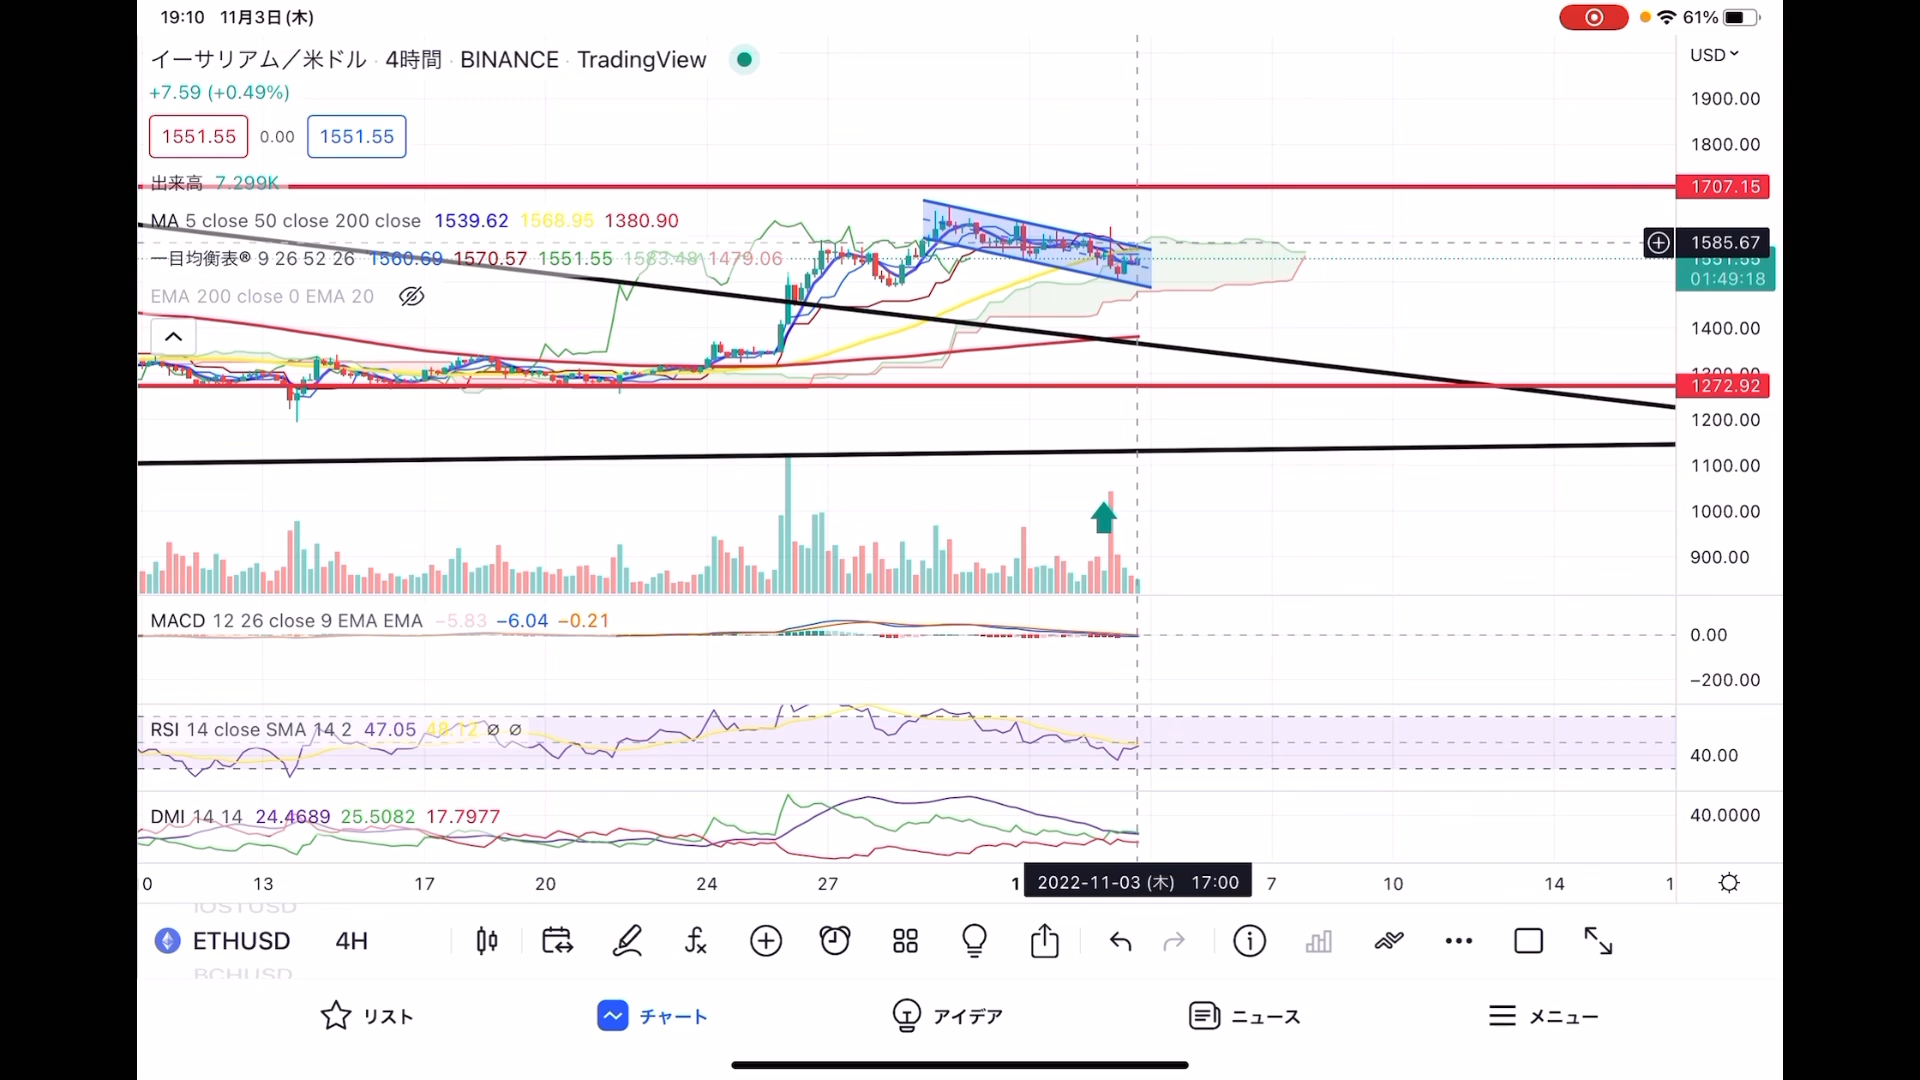 19:10 11月3日(木)
61%
イーサリアム／米ドル · 4時間 · BINANCE · TradingView
USD
+7.59 (+0.49%)
1900.00
1551.55 0.00 1551.55
1800.00
出来高 7.299K
1707.15
MA 5 close 50 close 200 close 1539.62 1568.95 1380.90
1585.67
一目均衡表® 9 26 52 26 1560.69 1570.57 1551.55 1583.48 1479.06
1551.55
01:49:18
EMA 200 close 0 EMA 20
1400.00
1300.00
1272.92
1200.00
1100.00
1000.00
900.00
MACD 12 26 close 9 EMA EMA −5.83 −6.04 −0.21
0.00
−200.00
RSI 14 close SMA 14 2 47.05 48.12 ∅ ∅
40.00
DMI 14 14 24.4689 25.5082 17.7977
40.0000
0 13 17 20 24 27 1 2022-11-03 (木) 17:00 7 10 14 1
IOSTUSD
ETHUSD 4H
BCHUSD
リスト チャート アイデア ニュース メニュー